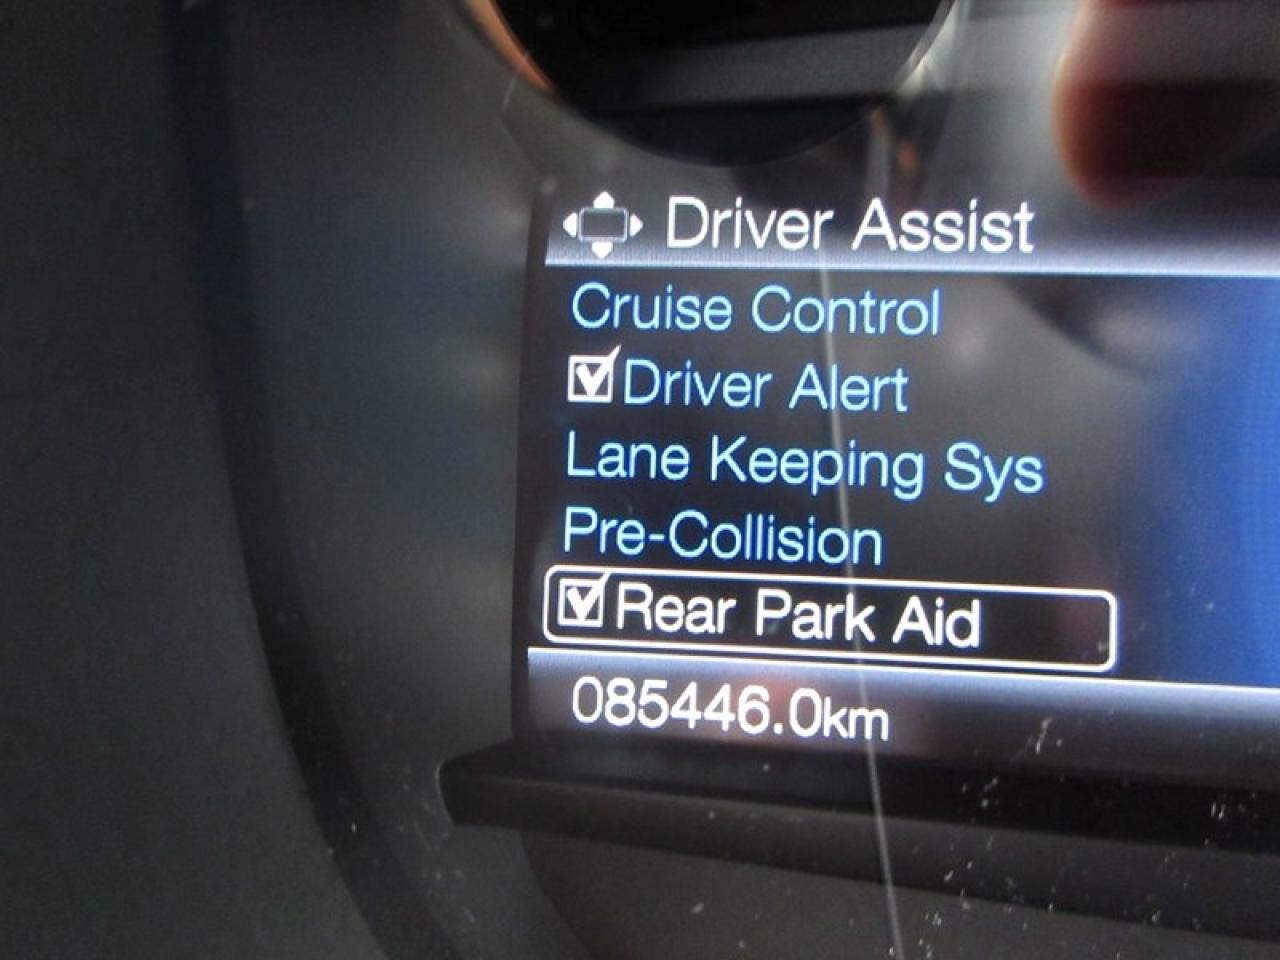 Driver Assist
Cruise Control
Driver Alert
Lane Keeping Sys
Pre-Collision
Rear Park Aid
085446.0km